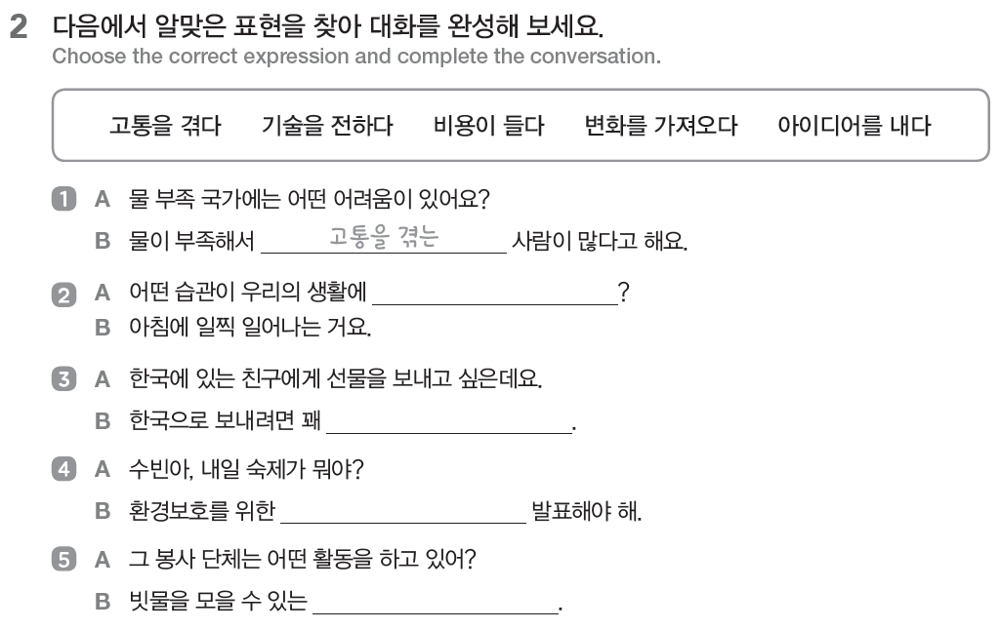 2 다음에서 알맞은 표현을 찾아 대화를 완성해 보세요.
Choose the correct expression and complete the conversation.
고통을 겪다 기술을 전하다 비용이 들다 변화를 가져오다 아이디어를 내다
1 A 물 부족 국가에는 어떤 어려움이 있어요?
B 물이 부족해서 고통을 겪는 사람이 많다고 해요.
2 A 어떤 습관이 우리의 생활에 ?
B 아침에 일찍 일어나는 거요.
3 A 한국에 있는 친구에게 선물을 보내고 싶은데요.
B 한국으로 보내려면 꽤 .
4 A 수빈아, 내일 숙제가 뭐야?
B 환경보호를 위한 발표해야 해.
5 A 그 봉사 단체는 어떤 활동을 하고 있어?
B 빗물을 모을 수 있는 .